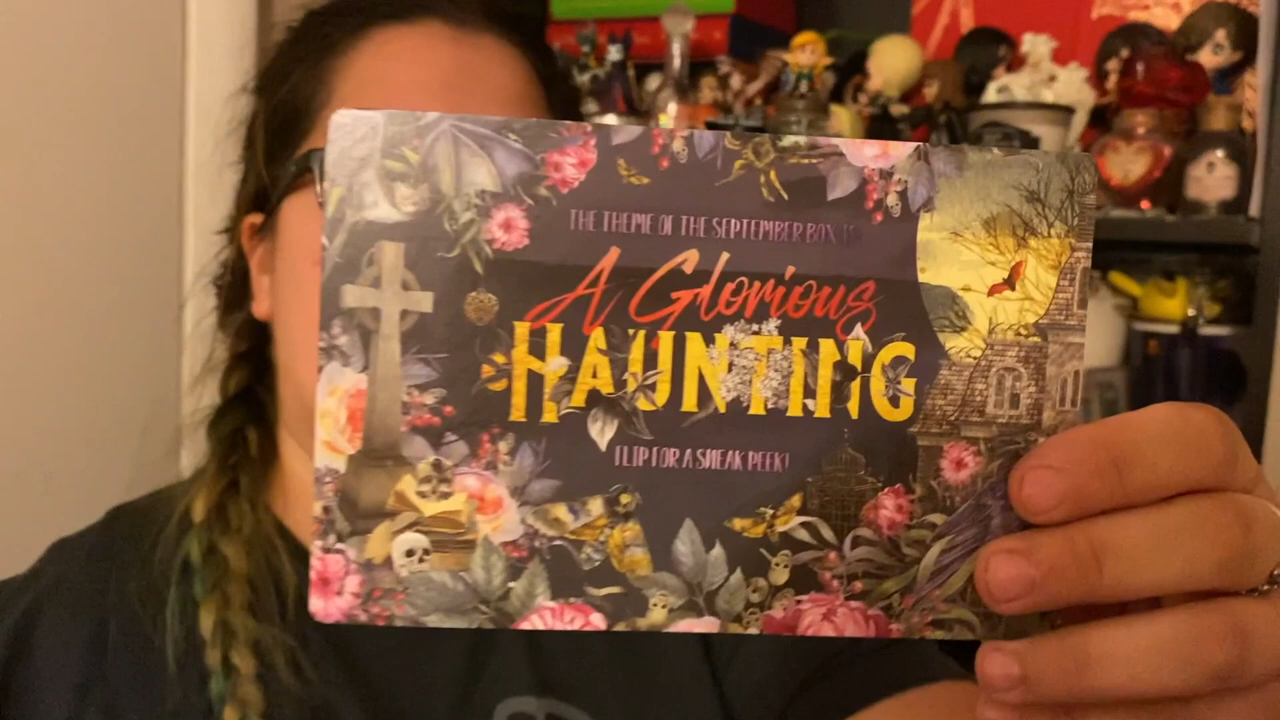 THE THEME OF THE SEPTEMBER BOX IS
A Glorious
HAUNTING
FLIP FOR A SNEAK PEEK!